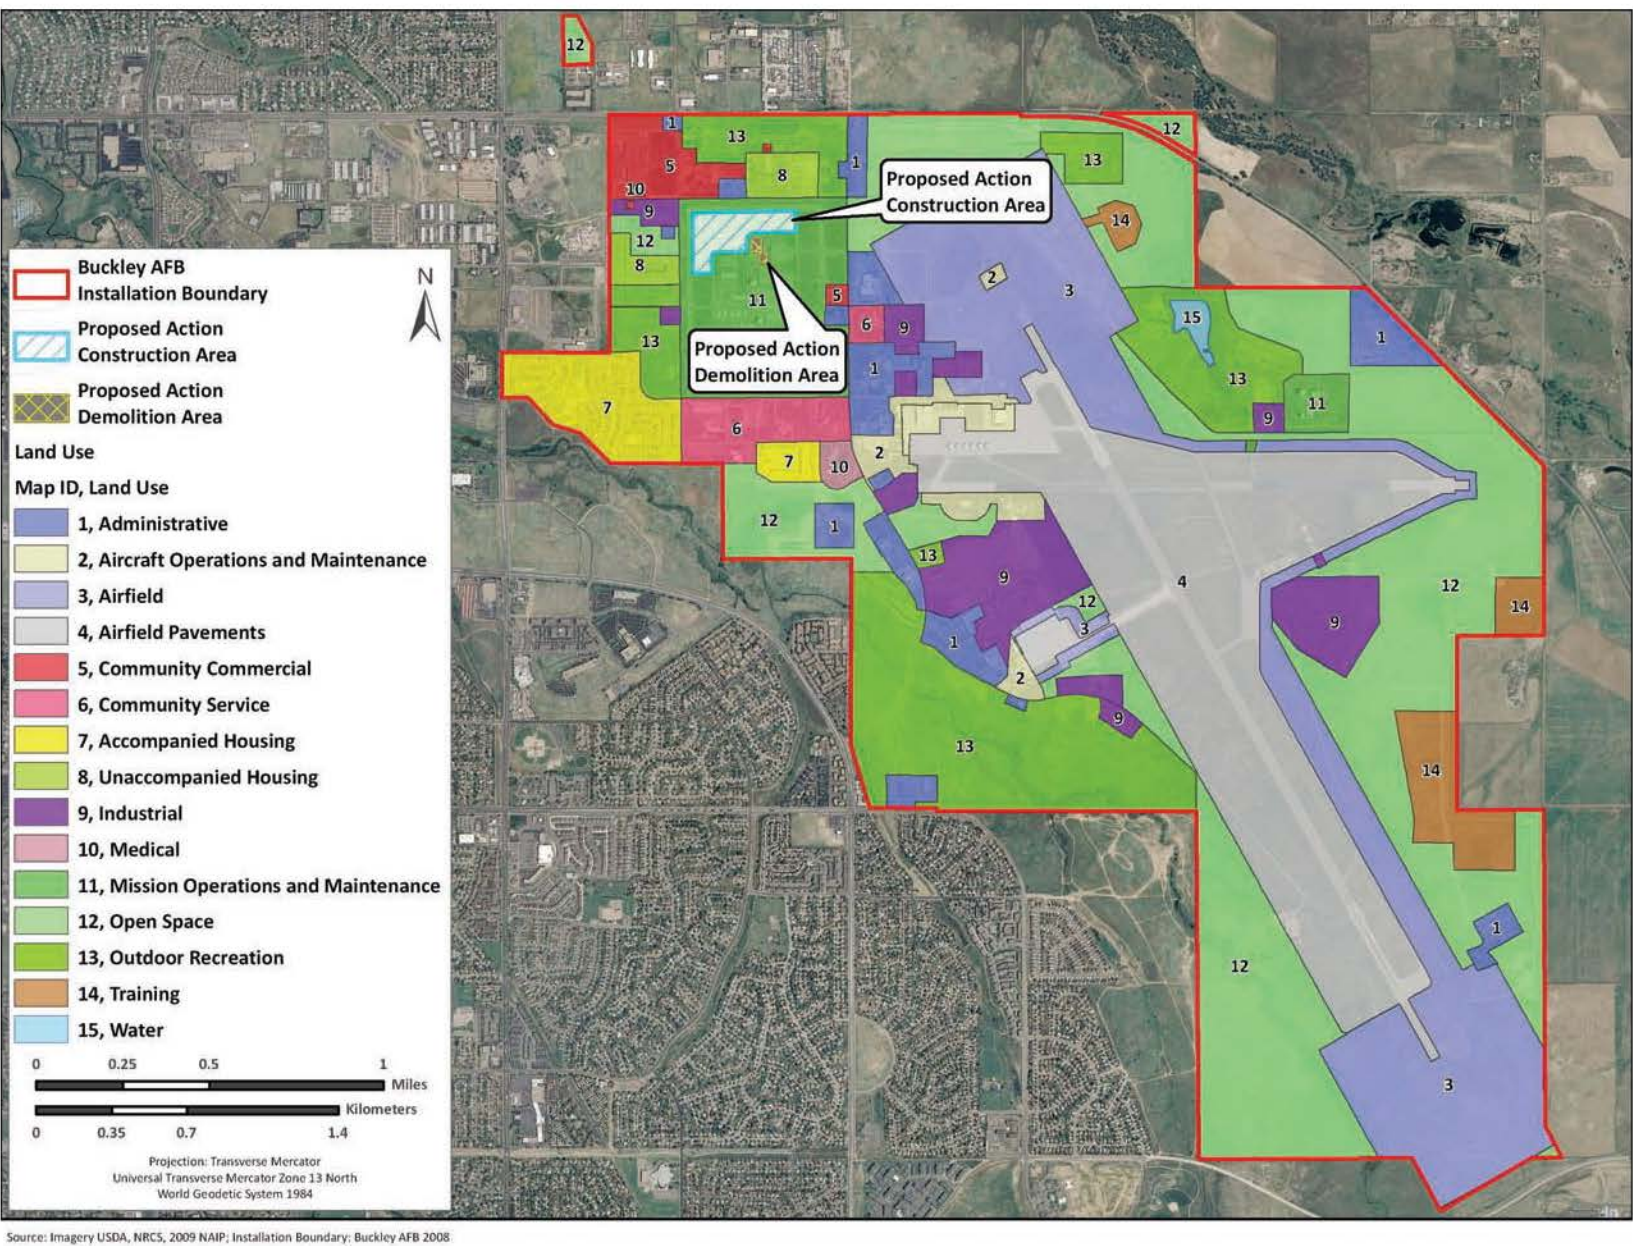 12
1
13
12
5
8
1
13
10
Proposed Action
Construction Area
9
14
12
8
2
3
11
5
15
6
9
1
13
Proposed Action
Demolition Area
1
13
7
11
9
6
2
7
10
12
1
13
9
4
12
12
14
3
9
1
2
9
13
14
1
12
3
Buckley AFB
Installation Boundary
N
Proposed Action
Construction Area
Proposed Action
Demolition Area
Land Use
Map ID, Land Use
1, Administrative
2, Aircraft Operations and Maintenance
3, Airfield
4, Airfield Pavements
5, Community Commercial
6, Community Service
7, Accompanied Housing
8, Unaccompanied Housing
9, Industrial
10, Medical
11, Mission Operations and Maintenance
12, Open Space
13, Outdoor Recreation
14, Training
15, Water
0 0.25 0.5 1
Miles
Kilometers
0 0.35 0.7 1.4
Projection: Transverse Mercator
Universal Transverse Mercator Zone 13 North
World Geodetic System 1984
Source: Imagery USDA, NRCS, 2009 NAIP; Installation Boundary: Buckley AFB 2008